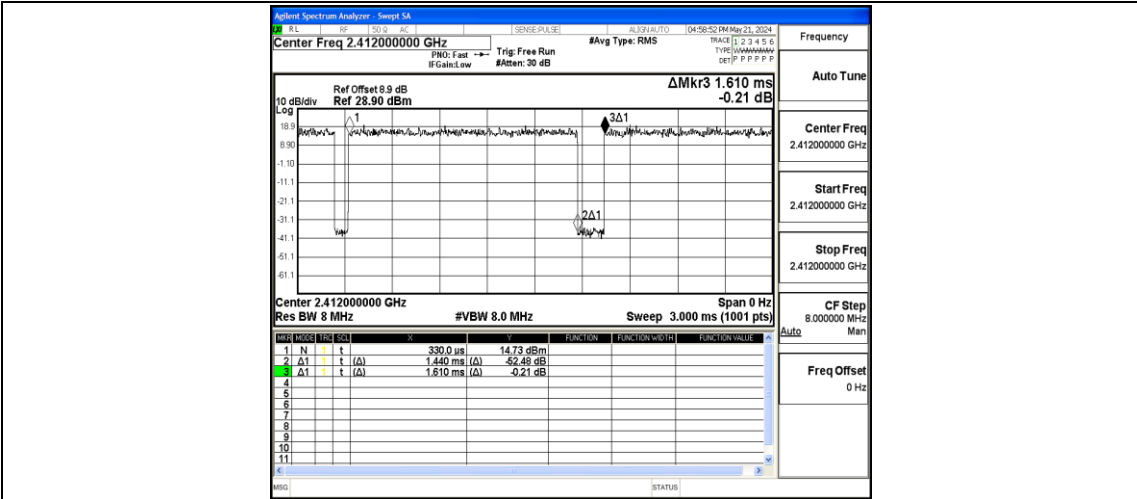 Agilent Spectrum Analyzer - Swept SA
RL RF 50 Ω AC SENSE:PULSE ALIGN AUTO 04:58:52 PM May 21, 2024
Center Freq 2.412000000 GHz
PNO: Fast
IFGain:Low
Trig: Free Run
#Atten: 30 dB
#Avg Type: RMS
TRACE 1 2 3 4 5 6
TYPE WWWWWW
DET P P P P P P
ΔMkr3 1.610 ms
-0.21 dB
Ref Offset 8.9 dB
10 dB/div Ref 28.90 dBm
Log
18.9
8.90
-1.10
-11.1
-21.1
-31.1
-41.1
-51.1
-61.1
1
3Δ1
2Δ1
Center 2.412000000 GHz Span 0 Hz
Res BW 8 MHz #VBW 8.0 MHz Sweep 3.000 ms (1001 pts)
MKR MODE TRC SCL X Y FUNCTION FUNCTION WIDTH FUNCTION VALUE
1 N 1 t 330.0 us 14.73 dBm
2 Δ1 1 t (Δ) 1.440 ms (Δ) -52.48 dB
3 Δ1 1 t (Δ) 1.610 ms (Δ) -0.21 dB
4
5
6
7
8
9
10
11
MSG STATUS
Frequency
Auto Tune
Center Freq
2.412000000 GHz
Start Freq
2.412000000 GHz
Stop Freq
2.412000000 GHz
CF Step
8.000000 MHz
Auto Man
Freq Offset
0 Hz